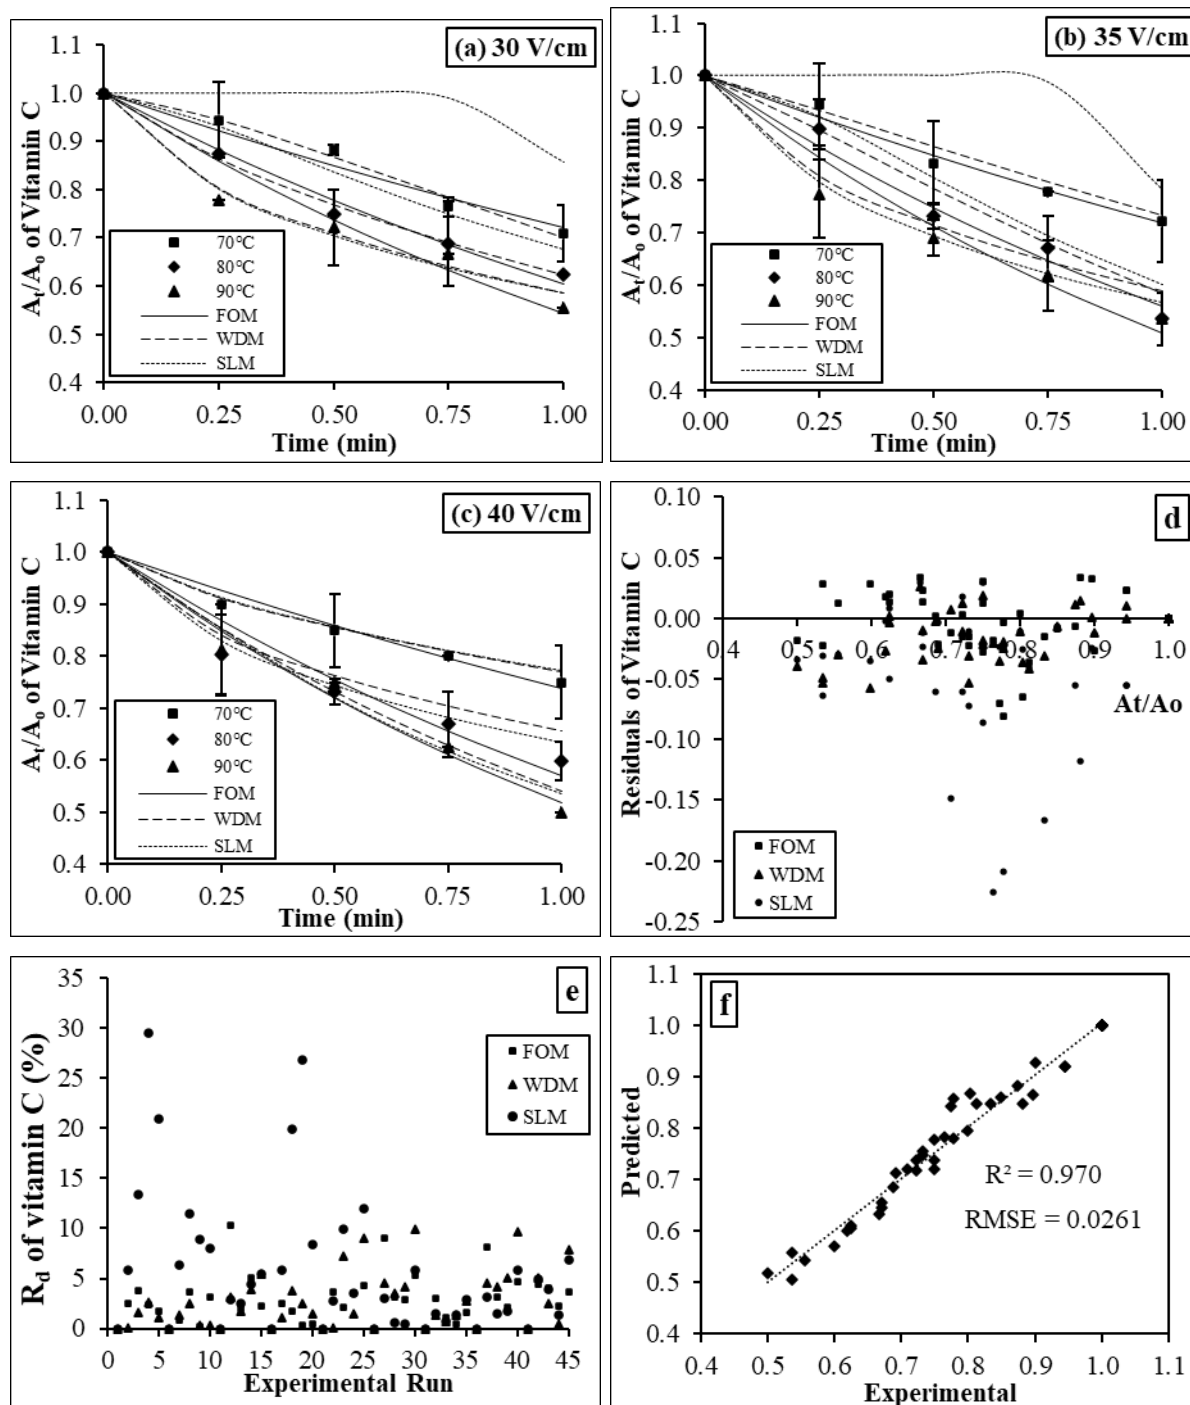 (a) 30 V/cm
1.1
1.0
0.9
0.8
0.7
0.6
0.5
0.4
At/Ao of Vitamin C
70°C
80°C
90°C
FOM
WDM
SLM
0.00 0.25 0.50 0.75 1.00
Time (min)
(b) 35 V/cm
1.1
1.0
0.9
0.8
0.7
0.6
0.5
0.4
At/Ao of Vitamin C
70°C
80°C
90°C
FOM
WDM
SLM
0.00 0.25 0.50 0.75 1.00
Time (min)
(c) 40 V/cm
1.1
1.0
0.9
0.8
0.7
0.6
0.5
0.4
At/Ao of Vitamin C
70°C
80°C
90°C
FOM
WDM
SLM
0.00 0.25 0.50 0.75 1.00
Time (min)
d
0.10
0.05
0.00
-0.05
-0.10
-0.15
-0.20
-0.25
Residuals of Vitamin C
0.4 0.5 0.6 0.7 0.8 0.9 1.0
At/Ao
FOM
WDM
SLM
e
35
30
25
20
15
10
5
0
Rd of vitamin C (%)
FOM
WDM
SLM
0 5 10 15 20 25 30 35 40 45
Experimental Run
f
1.1
1.0
0.9
0.8
0.7
0.6
0.5
0.4
Predicted
R² = 0.970
RMSE = 0.0261
0.4 0.5 0.6 0.7 0.8 0.9 1.0 1.1
Experimental